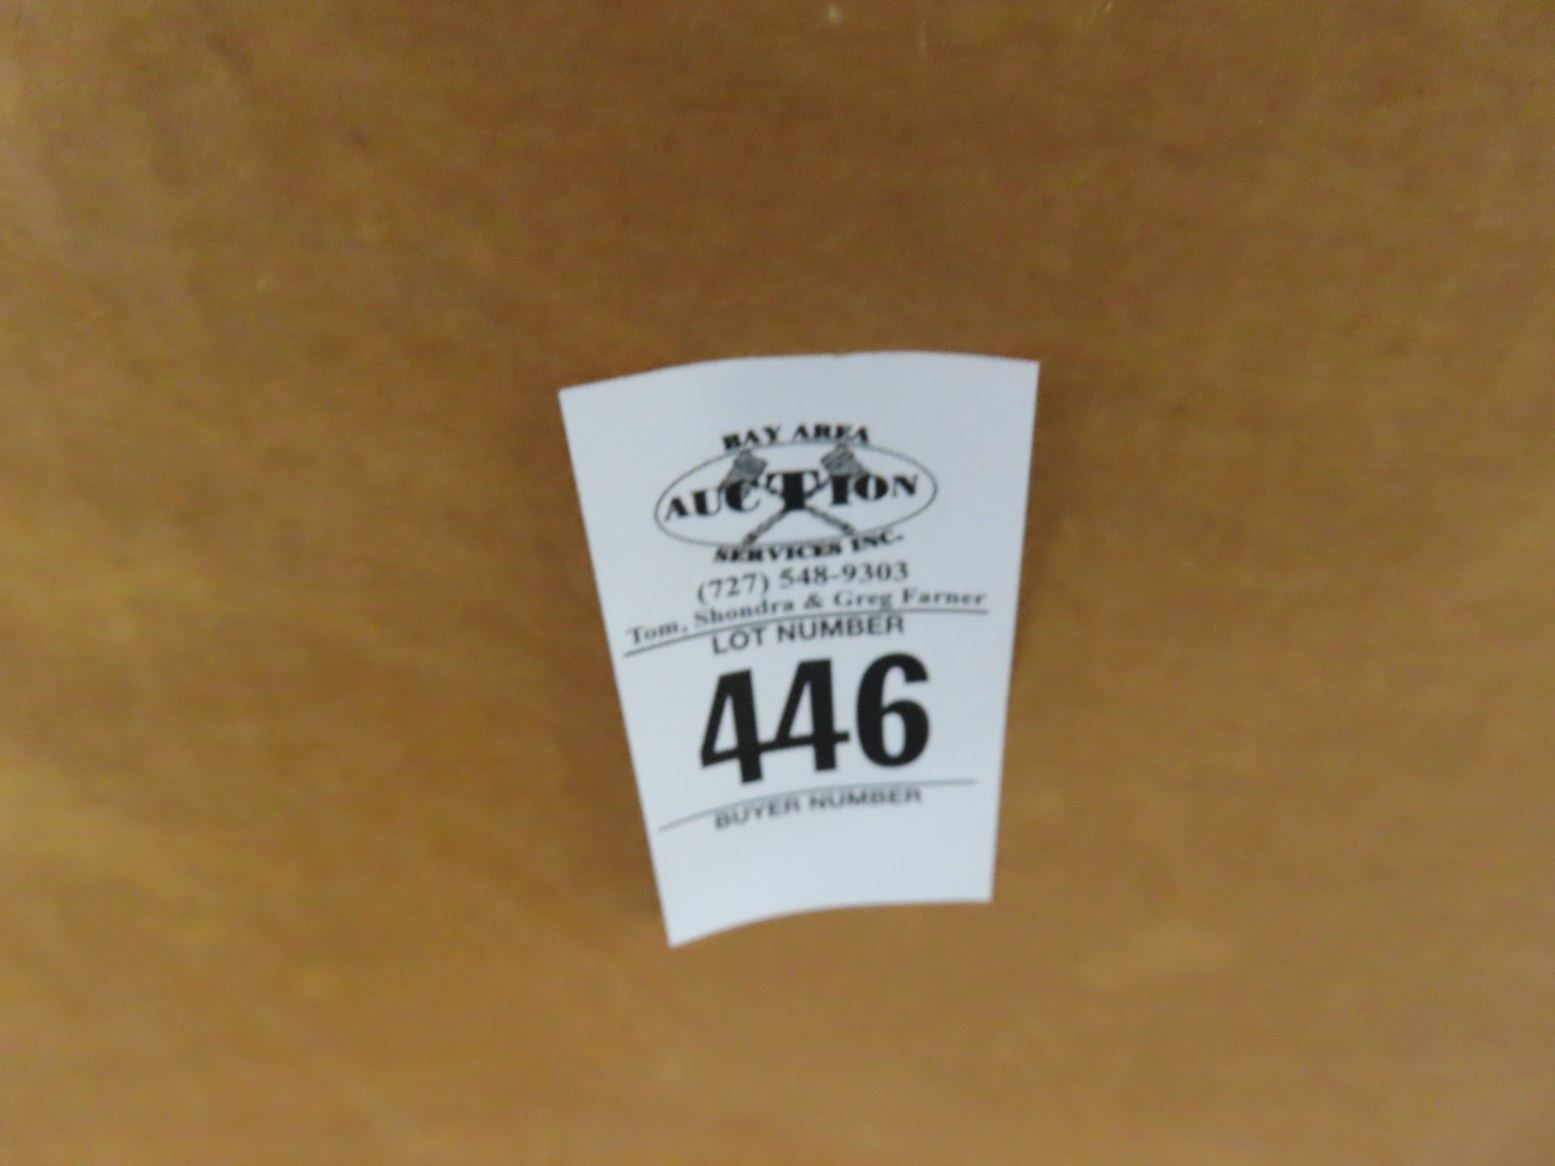 BAY AREA
AUCTION
SERVICES INC.
(727) 548-9303
Tom, Shondra & Greg Farner
LOT NUMBER
446
BUYER NUMBER